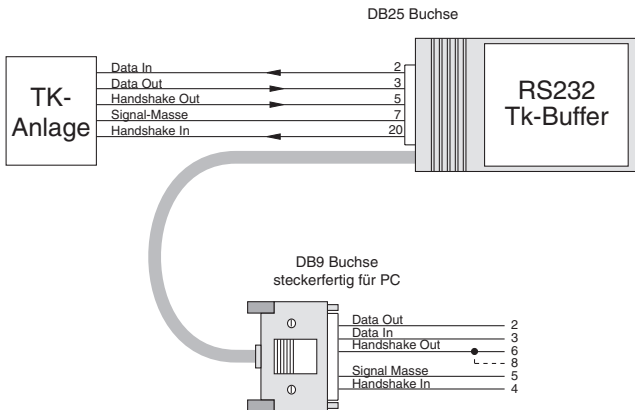 DB25 Buchse
TK-
Anlage
Data In 2
Data Out 3
Handshake Out 5
Signal-Masse 7
Handshake In 20
RS232
Tk-Buffer
DB9 Buchse
steckerfertig für PC
Data Out 2
Data In 3
Handshake Out 6
8
Signal Masse 5
Handshake In 4